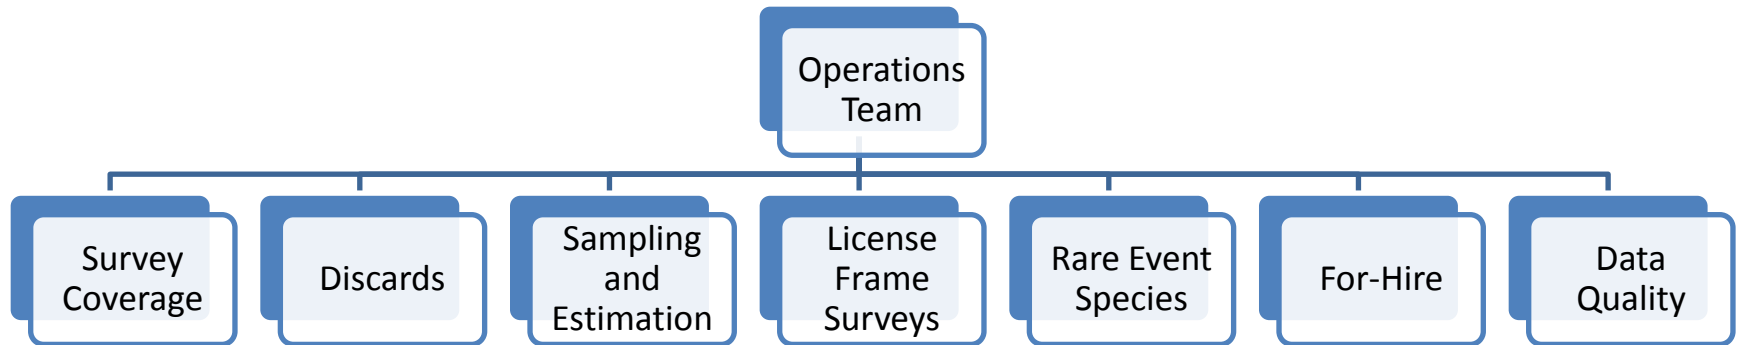 Operations
Team
Survey
Coverage
Discards
Sampling
and
Estimation
License
Frame
Surveys
Rare Event
Species
For-Hire
Data
Quality